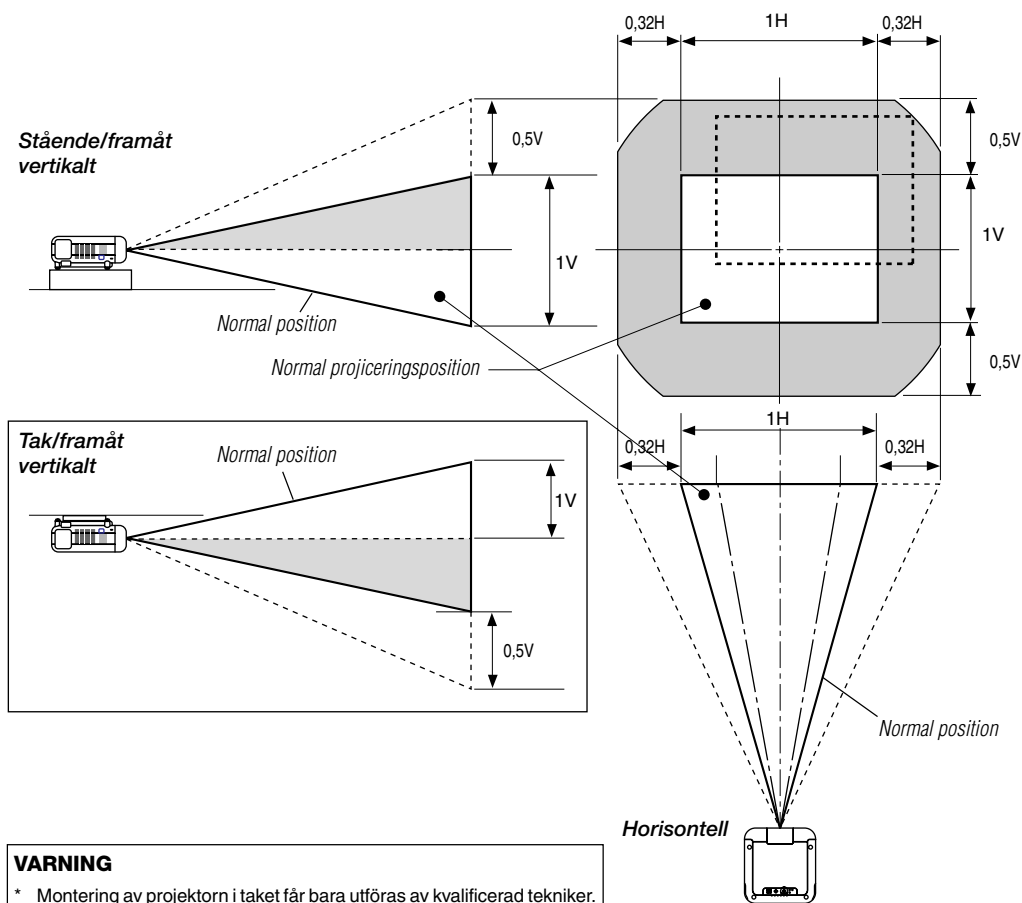 0,32H
1H
0,32H
Stående/framåt
vertikalt
0,5V
0,5V
1V
1V
Normal position
Normal projiceringsposition
0,5V
Tak/framåt
vertikalt
Normal position
1V
0,5V
1H
0,32H
0,32H
Normal position
Horisontell
VARNING
* Montering av projektorn i taket får bara utföras av kvalificerad tekniker.